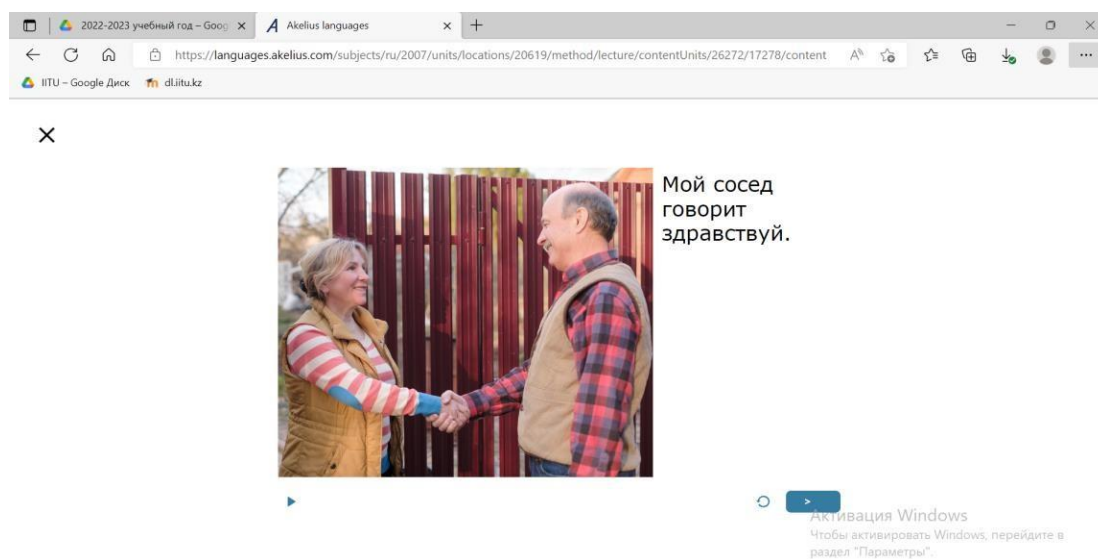 2022-2023 учебный год – Goog
Akelius languages
https://languages.akelius.com/subjects/ru/2007/units/locations/20619/method/lecture/contentUnits/26272/17278/content
IITU – Google Диск
dl.iitu.kz
Мой сосед
говорит
здравствуй.
Активация Windows
Чтобы активировать Windows, перейдите в
раздел "Параметры".